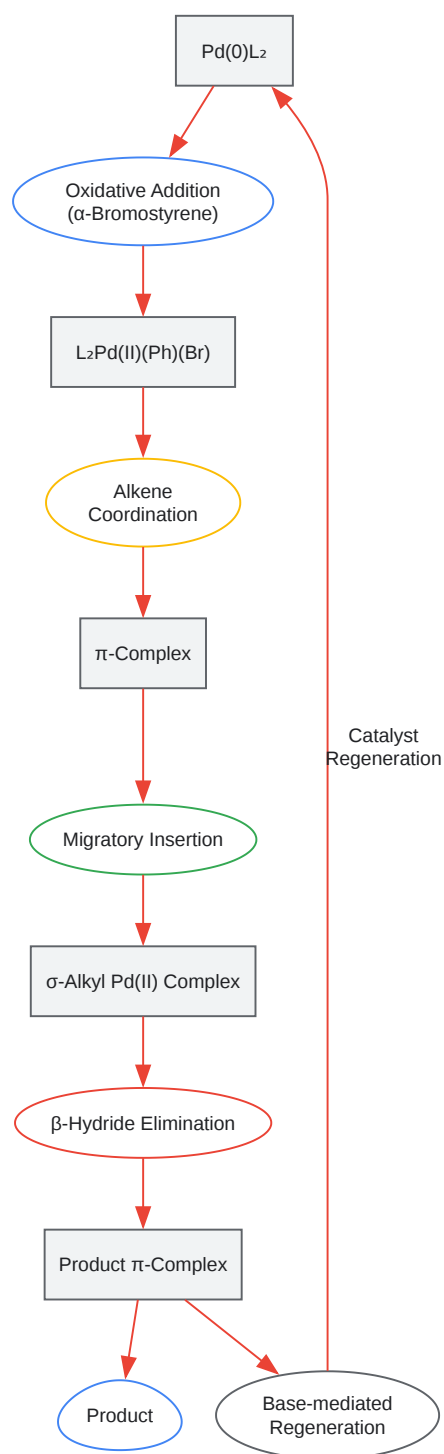 Pd(0)L₂
Oxidative Addition
(α-Bromostyrene)
L₂Pd(II)(Ph)(Br)
Alkene
Coordination
π-Complex
Catalyst
Regeneration
Migratory Insertion
σ-Alkyl Pd(II) Complex
β-Hydride Elimination
Product π-Complex
Product
Base-mediated
Regeneration